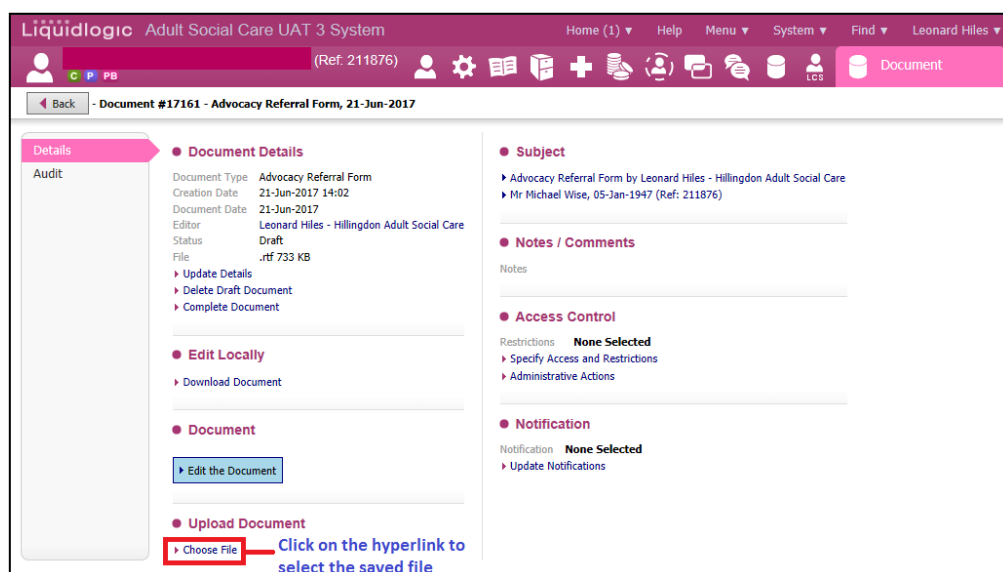 Liquidlogic Adult Social Care UAT 3 System Home (1) ▼ Help Menu ▼ System ▼ Find ▼ Leonard Hiles ▼
(Ref: 211876) LCS Document
C P PB
Back - Document #17161 - Advocacy Referral Form, 21-Jun-2017
Details
Audit
Document Details
Document Type Advocacy Referral Form
Creation Date 21-Jun-2017 14:02
Document Date 21-Jun-2017
Editor Leonard Hiles - Hillingdon Adult Social Care
Status Draft
File .rtf 733 KB
Update Details
Delete Draft Document
Complete Document
Edit Locally
Download Document
Document
Edit the Document
Upload Document
Choose File
Click on the hyperlink to
select the saved file
Subject
Advocacy Referral Form by Leonard Hiles - Hillingdon Adult Social Care
Mr Michael Wise, 05-Jan-1947 (Ref: 211876)
Notes / Comments
Notes
Access Control
Restrictions None Selected
Specify Access and Restrictions
Administrative Actions
Notification
Notification None Selected
Update Notifications